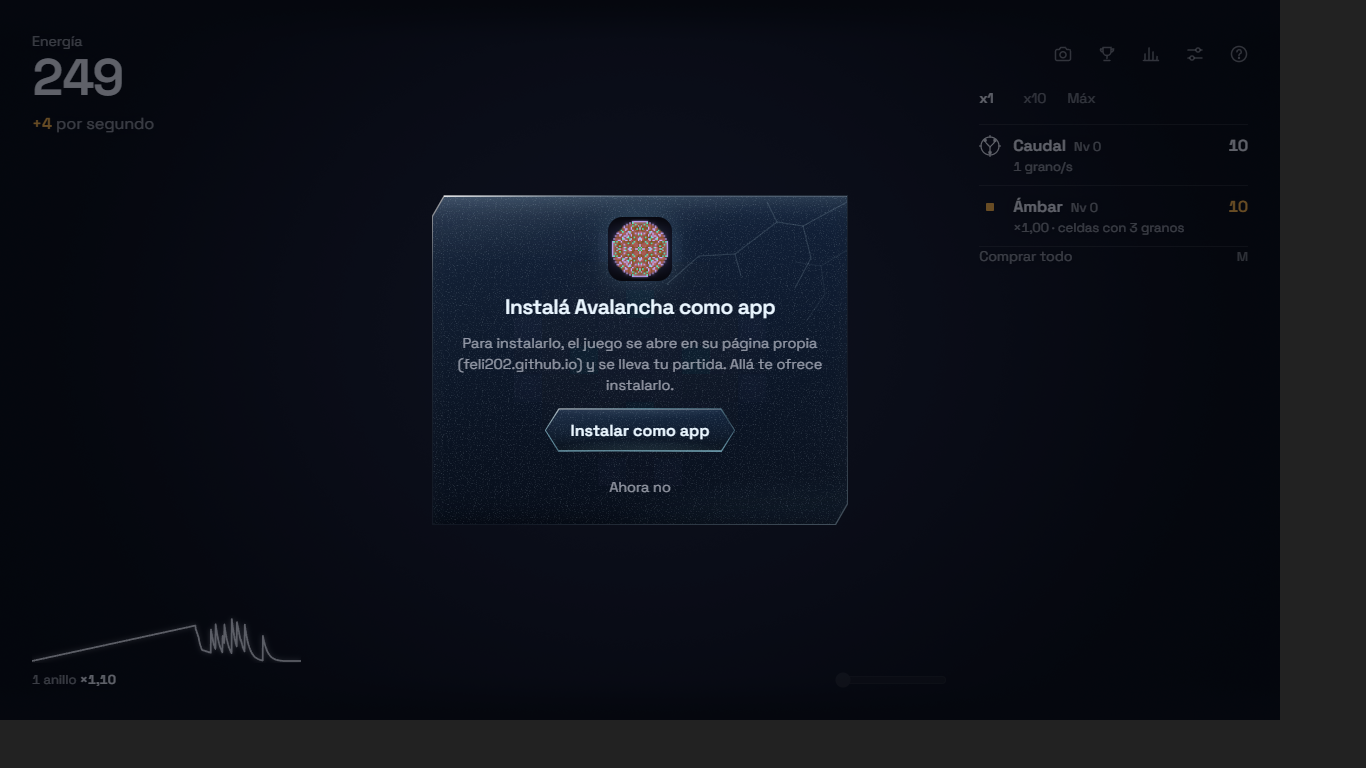 Energía
249
+4 por segundo
x1 x10 Máx
Caudal Nv 0 10
1 grano/s
Ámbar Nv 0 10
×1,00 · celdas con 3 granos
Comprar todo M
Instalá Avalancha como app
Para instalarlo, el juego se abre en su página propia
(feli202.github.io) y se lleva tu partida. Allá te ofrece
instalarlo.
Instalar como app
Ahora no
1 anillo ×1,10